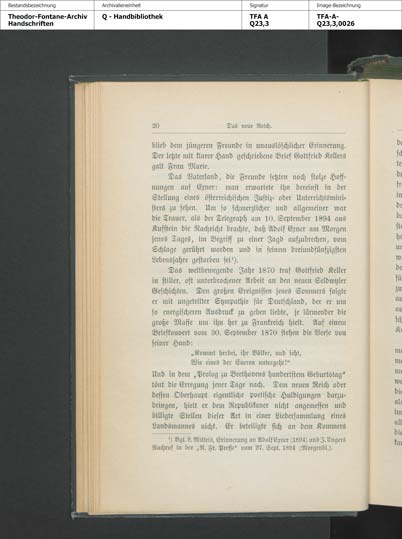 Bestandsbezeichnung
Theodor-Fontane-Archiv
Handschriften
Archivalieneinheit
Q - Handbibliothek
Signatur
TFA A
Q23,3
Image-Bezeichnung
TFA-A-
Q23,3,0026
20 Das neue Reich.
blieb dem jüngeren Freunde in unauslöschlicher Erinnerung.
Der letzte mit klarer Hand geschriebene Brief Gottfried Kellers
galt Frau Marie.
Das Vaterland, die Freunde setzten noch stolze Hoff-
nungen auf Exner: man erwartete ihn dereinst in der
Stellung eines österreichischen Justiz- oder Unterrichtsmini-
sters zu sehen. Um so schmerzlicher und allgemeiner war
die Trauer, als der Telegraph am 10. September 1894 aus
Kufstein die Nachricht brachte, daß Adolf Exner am Morgen
jenes Tages, im Begriff zu einer Jagd aufzubrechen, vom
Schlage gerührt worden und in seinem dreiundfünfzigsten
Lebensjahre gestorben sei¹).
Das weltbewegende Jahr 1870 traf Gottfried Keller
in stiller, oft unterbrochener Arbeit an den neuen Seldwyler
Geschichten. Den großen Ereignissen jenes Sommers folgte
er mit ungeteilter Sympathie für Deutschland, der er um
so energischeren Ausdruck zu geben liebte, je lärmender die
große Masse um ihn her zu Frankreich hielt. Auf einem
Briefkouvert vom 30. September 1870 stehen die Verse von
seiner Hand:
„Kommt herbei, ihr Völker, und seht,
Wie eines der Euren untergeht!“
Und in dem „Prolog zu Beethovens hundertstem Geburtstag“
tönt die Erregung jener Tage nach. Dem neuen Reich oder
dessen Oberhaupt eigentliche poetische Huldigungen darzu-
bringen, hielt er dem Republikaner nicht angemessen und
billigte Stellen dieser Art in einer Liedersammlung eines
Landsmannes nicht. Er beteiligte sich an dem Kommers
¹) Vgl. L. Mitteis, Erinnerung an Adolf Exner (1894) und J. Ungers
Nachruf in der „N. Fr. Presse“ vom 27. Sept. 1894 (Morgenbl.).